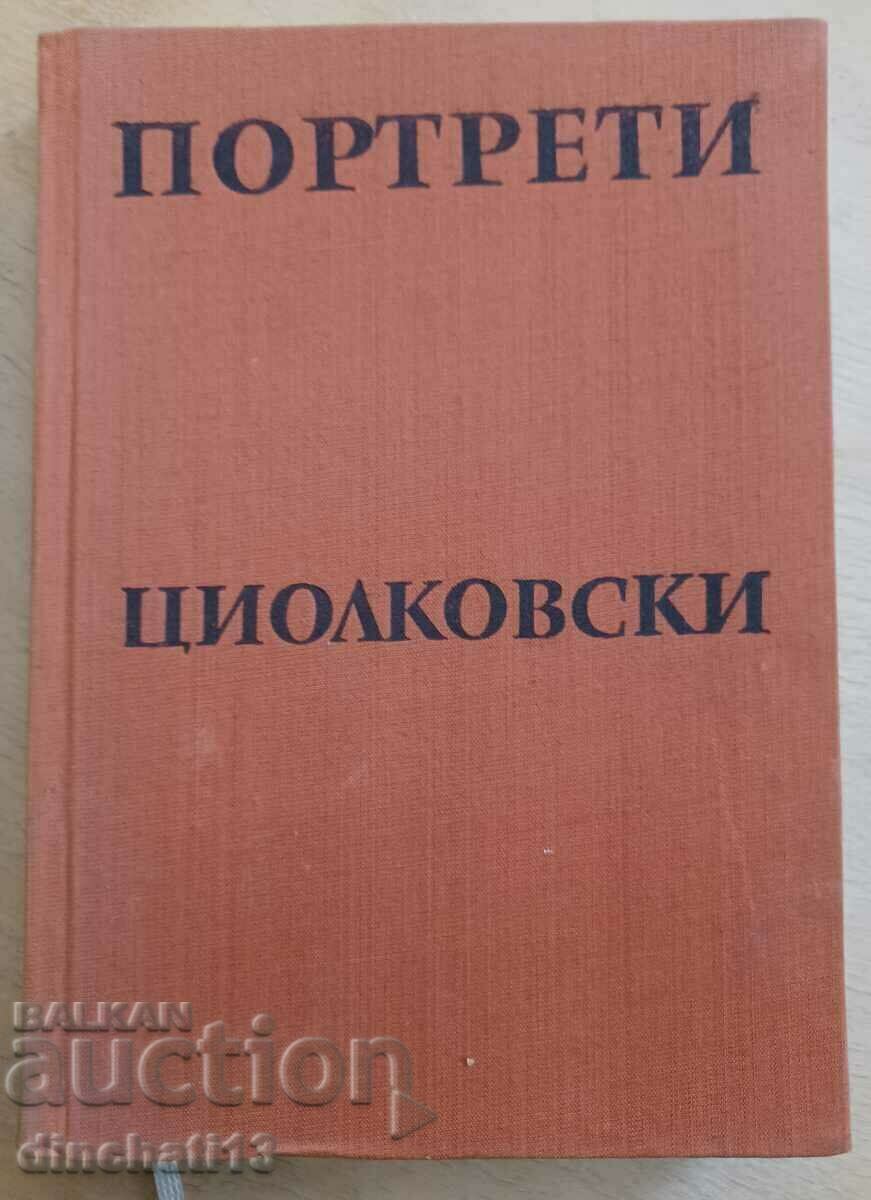 ПОРТРЕТИ
ЦИОЛКОВСКИ
BALKAN
auction
dinchati13